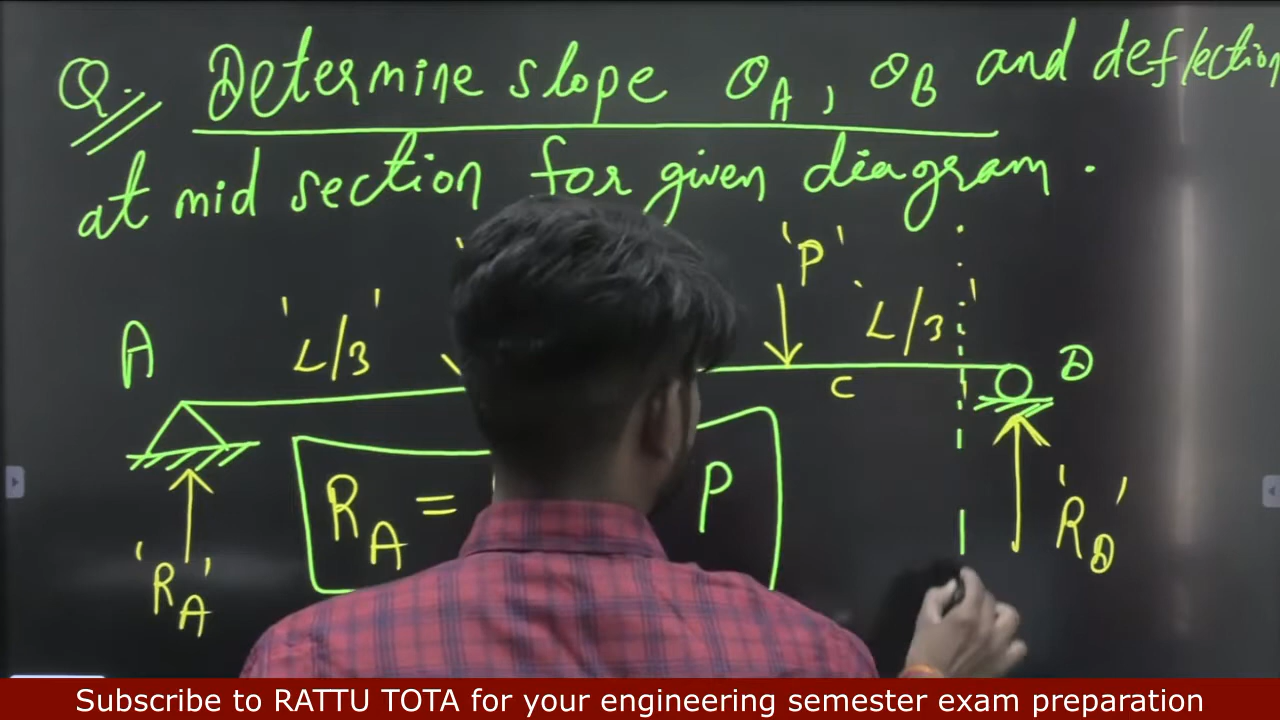 Q. Determine slope θA, θB and deflection
at mid section for given diagram.
'P'
'L/3' 'L/3'
A D
C
RA = P
'RA' 'RD'
Subscribe to RATTU TOTA for your engineering semester exam preparation